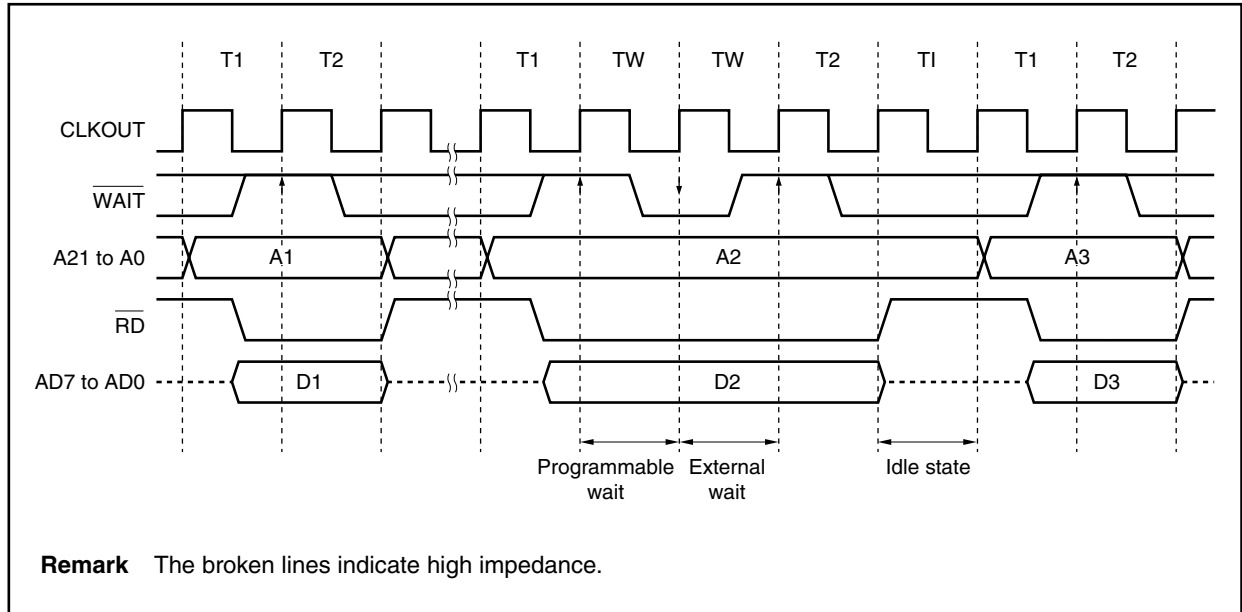 T1 T2 T1 TW TW T2 TI T1 T2
CLKOUT
WAIT
A21 to A0 A1 A2 A3
RD
AD7 to AD0 D1 D2 D3
Programmable wait
External wait
Idle state
Remark The broken lines indicate high impedance.